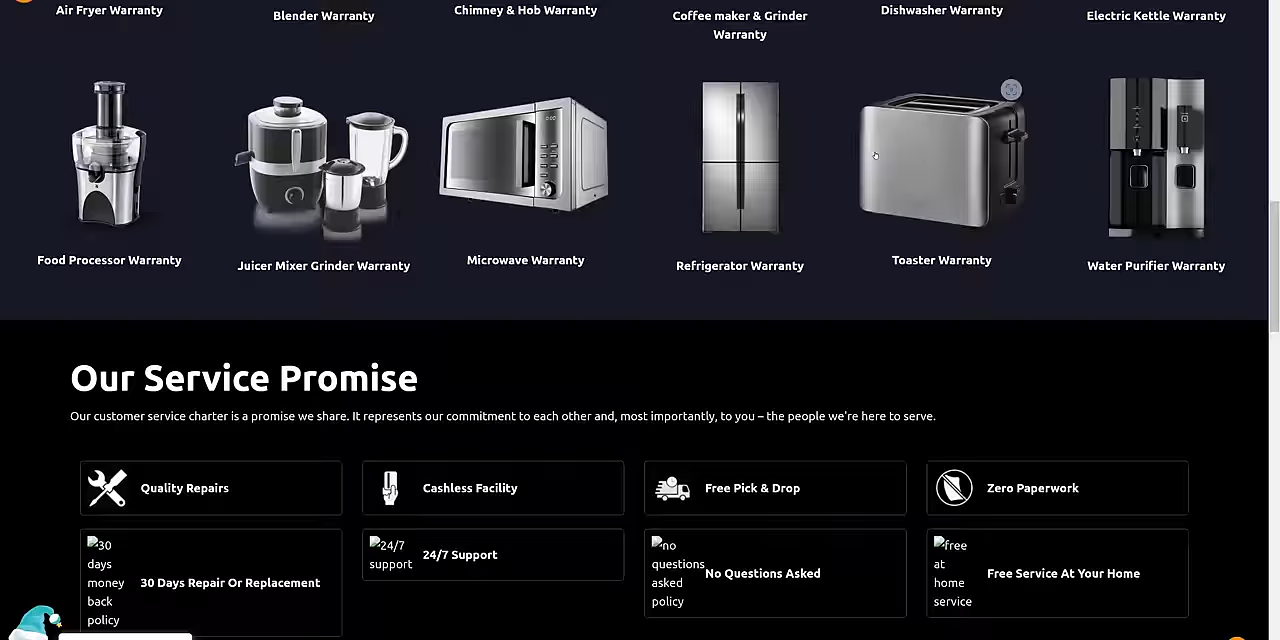 Air Fryer Warranty
Blender Warranty
Chimney & Hob Warranty
Coffee maker & Grinder
Warranty
Dishwasher Warranty
Electric Kettle Warranty
Food Processor Warranty
Juicer Mixer Grinder Warranty
Microwave Warranty
Refrigerator Warranty
Toaster Warranty
Water Purifier Warranty
Our Service Promise
Our customer service charter is a promise we share. It represents our commitment to each other and, most importantly, to you – the people we're here to serve.
Quality Repairs
Cashless Facility
Free Pick & Drop
Zero Paperwork
30
days
money
back
policy
30 Days Repair Or Replacement
24/7
support
24/7 Support
no
questions
asked
policy
No Questions Asked
free
at
home
service
Free Service At Your Home